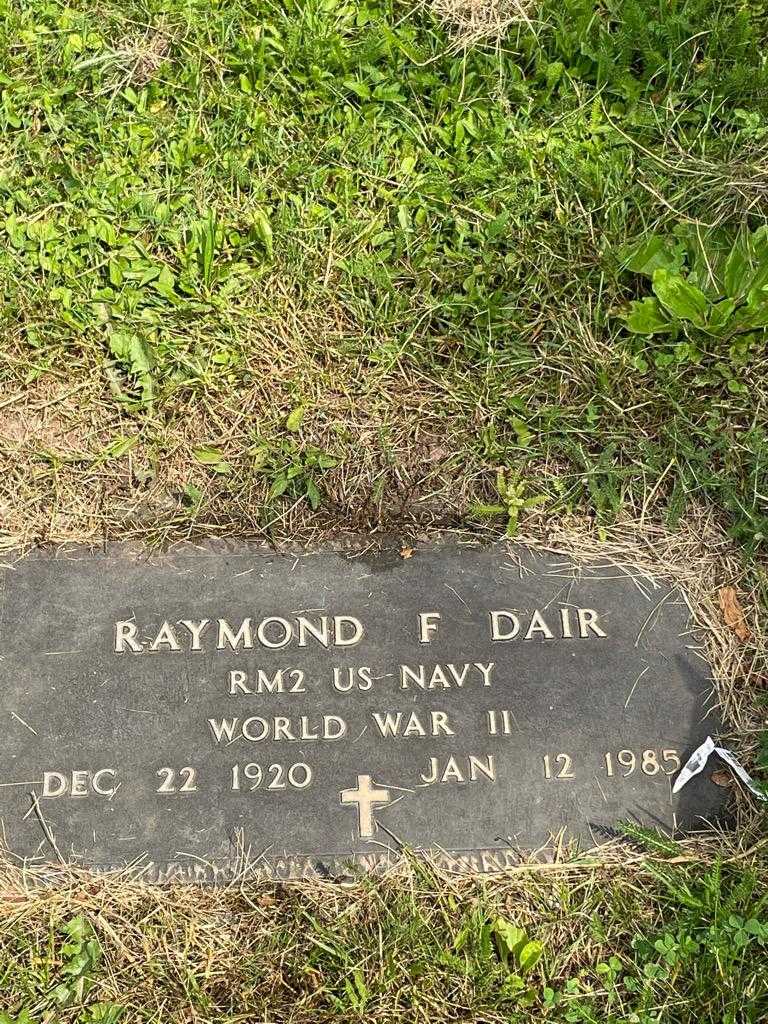 RAYMOND F DAIR
RM2 US NAVY
WORLD WAR II
DEC 22 1920 JAN 12 1985